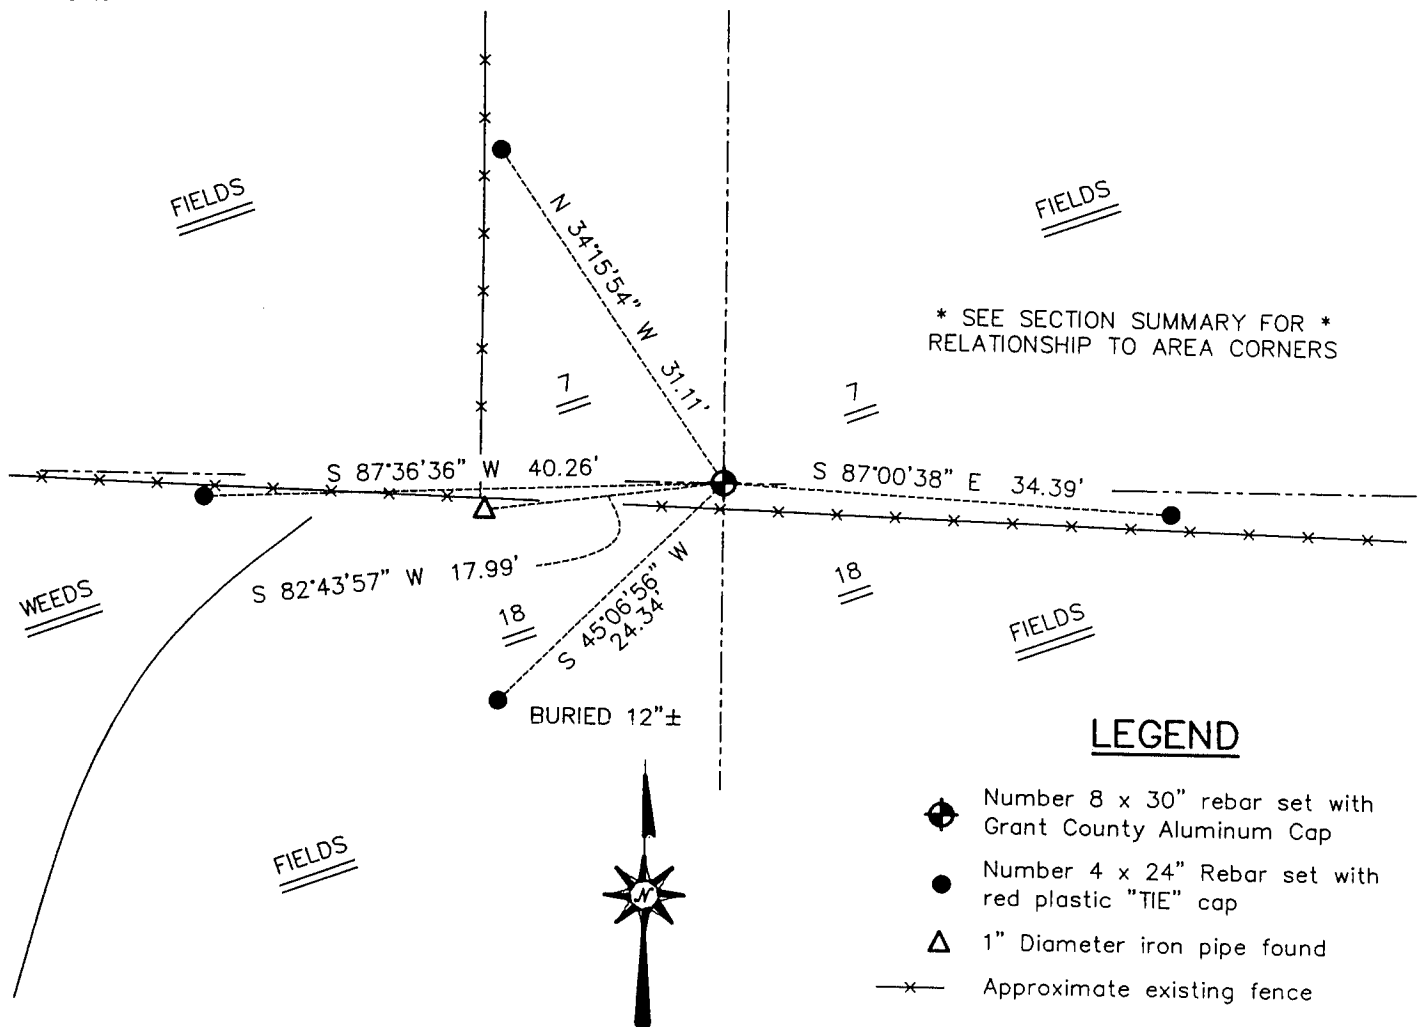 FIELDS
FIELDS
N 34°15'54" W 31.11'
* SEE SECTION SUMMARY FOR *
RELATIONSHIP TO AREA CORNERS
7
7
S 87°36'36" W 40.26'
S 87°00'38" E 34.39'
S 82°43'57" W 17.99'
S 45°06'56" W
24.34'
WEEDS
18
18
FIELDS
BURIED 12"±
FIELDS
N
LEGEND
Number 8 x 30" rebar set with
Grant County Aluminum Cap
Number 4 x 24" Rebar set with
red plastic "TIE" cap
1" Diameter iron pipe found
Approximate existing fence